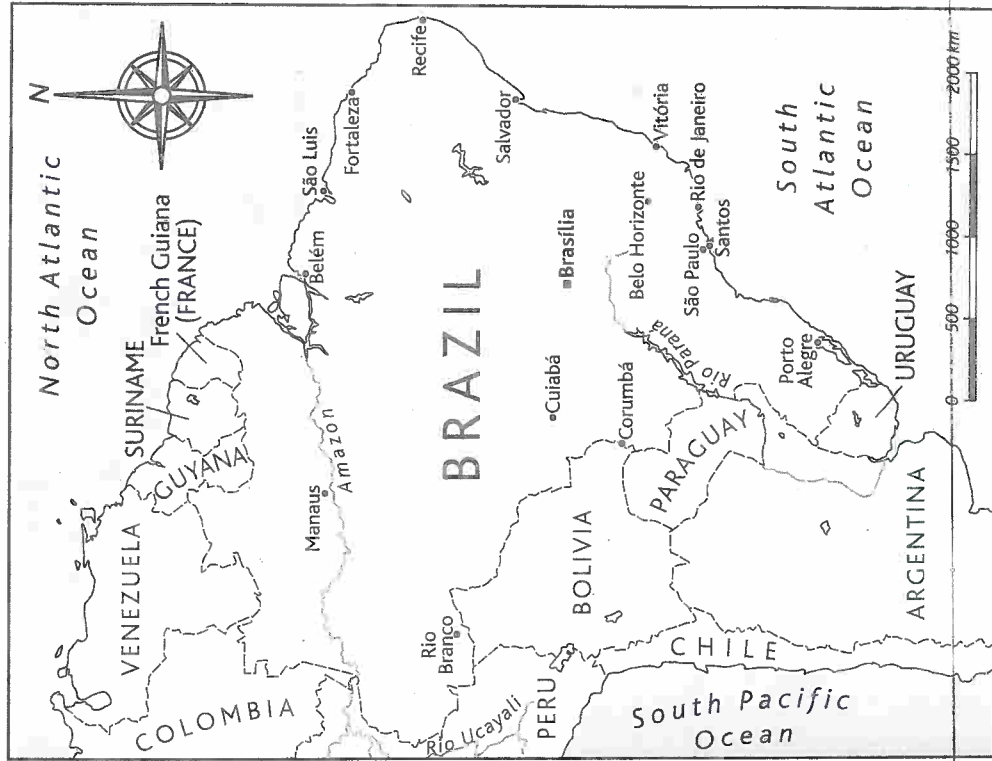 N
North Atlantic
Ocean
VENEZUELA
SURINAME
French Guiana
(FRANCE)
GUYANA
COLOMBIA
Belém
São Luis
Fortaleza
Manaus
Amazon
Recife
Rio
Branco
BRAZIL
Rio Ucayali
PERU
Salvador
Cuiabá
Brasília
BOLIVIA
Corumbá
Belo Horizonte
Vitória
PARAGUAY
Rio Parana
São Paulo
Rio de Janeiro
Santos
CHILE
South Pacific
Ocean
Porto
Alegre
South
Atlantic
Ocean
ARGENTINA
URUGUAY
0 500 1000 1500 2000 km